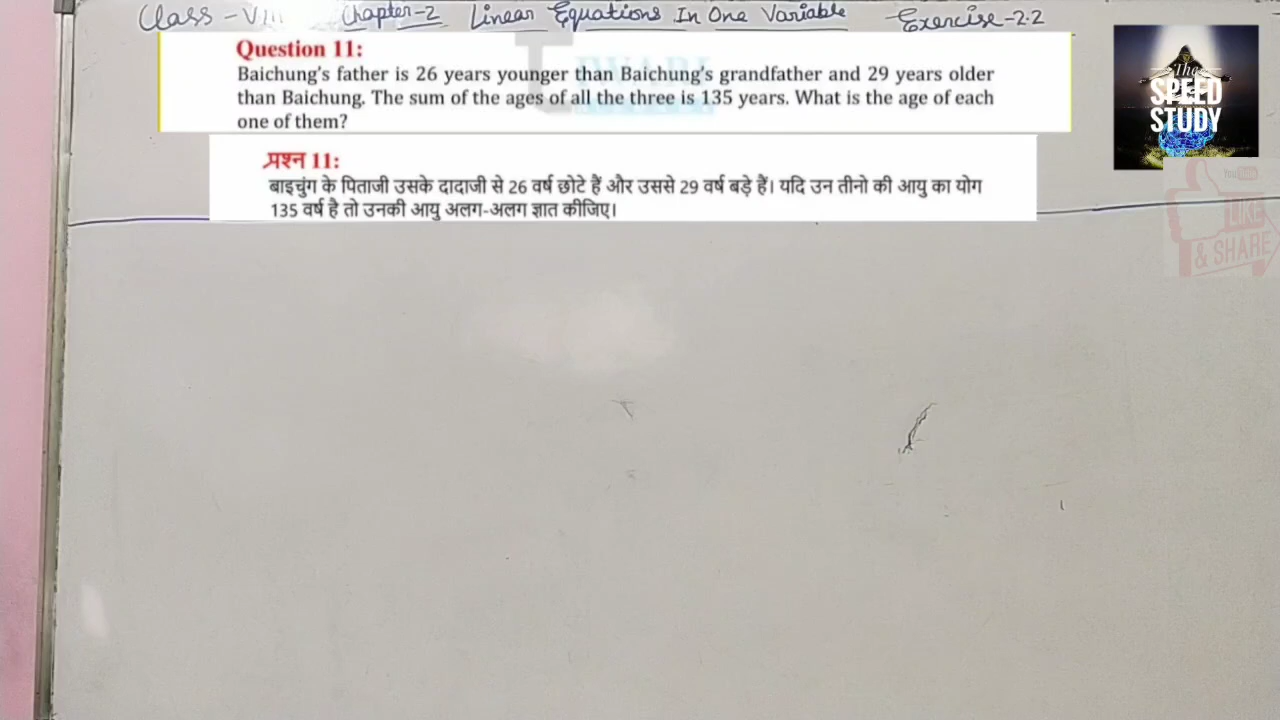 Class - VIII Chapter-2 Linear Equations In One Variable Exercise-2.2
Question 11:
Baichung's father is 26 years younger than Baichung's grandfather and 29 years older
than Baichung. The sum of the ages of all the three is 135 years. What is the age of each
one of them?
प्रश्न 11:
बाइचुंग के पिताजी उसके दादाजी से 26 वर्ष छोटे हैं और उससे 29 वर्ष बड़े हैं। यदि उन तीनो की आयु का योग
135 वर्ष है तो उनकी आयु अलग-अलग ज्ञात कीजिए।
The
SPEED
STUDY
YouTube
LIKE
& SHARE